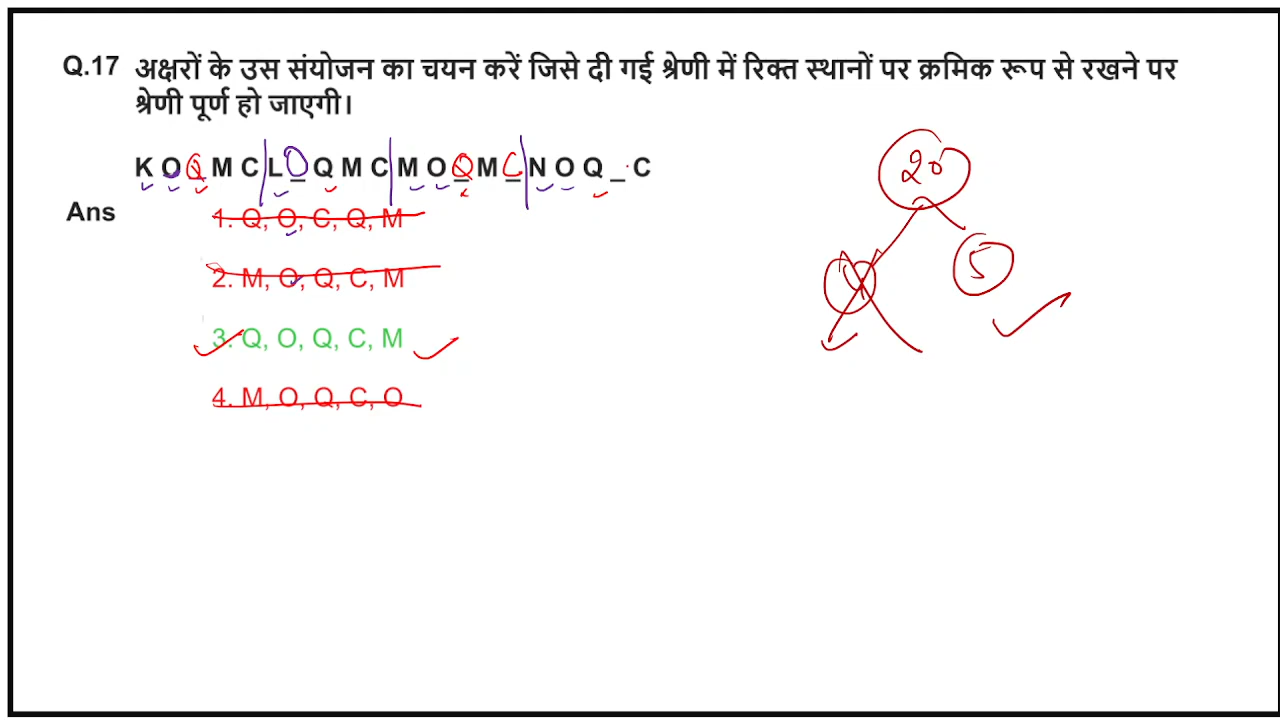 Q.17 अक्षरों के उस संयोजन का चयन करें जिसे दी गई श्रेणी में रिक्त स्थानों पर क्रमिक रूप से रखने पर
श्रेणी पूर्ण हो जाएगी।
K O Q M C L O Q M C M O Q M C N O Q _ C
Ans
1. Q, O, C, Q, M
2. M, O, Q, C, M
3. Q, O, Q, C, M
4. M, O, Q, C, O
20
5